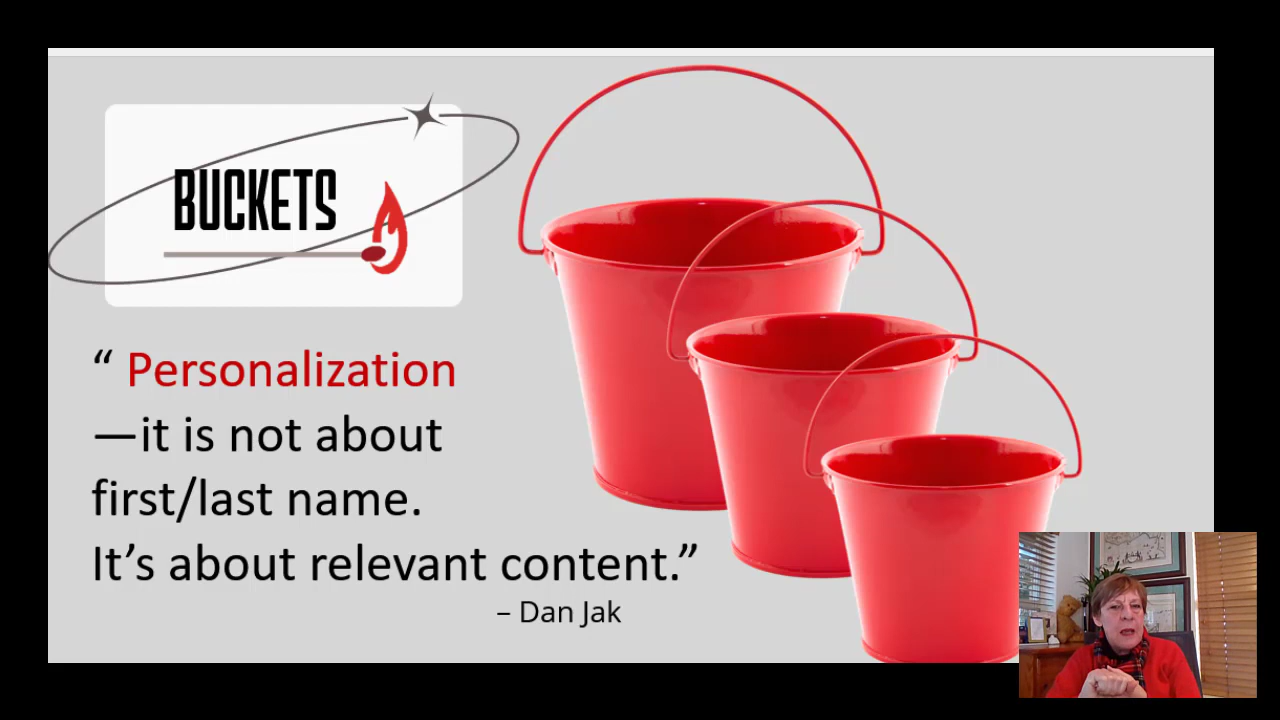 BUCKETS
“ Personalization
—it is not about
first/last name.
It’s about relevant content.”
– Dan Jak